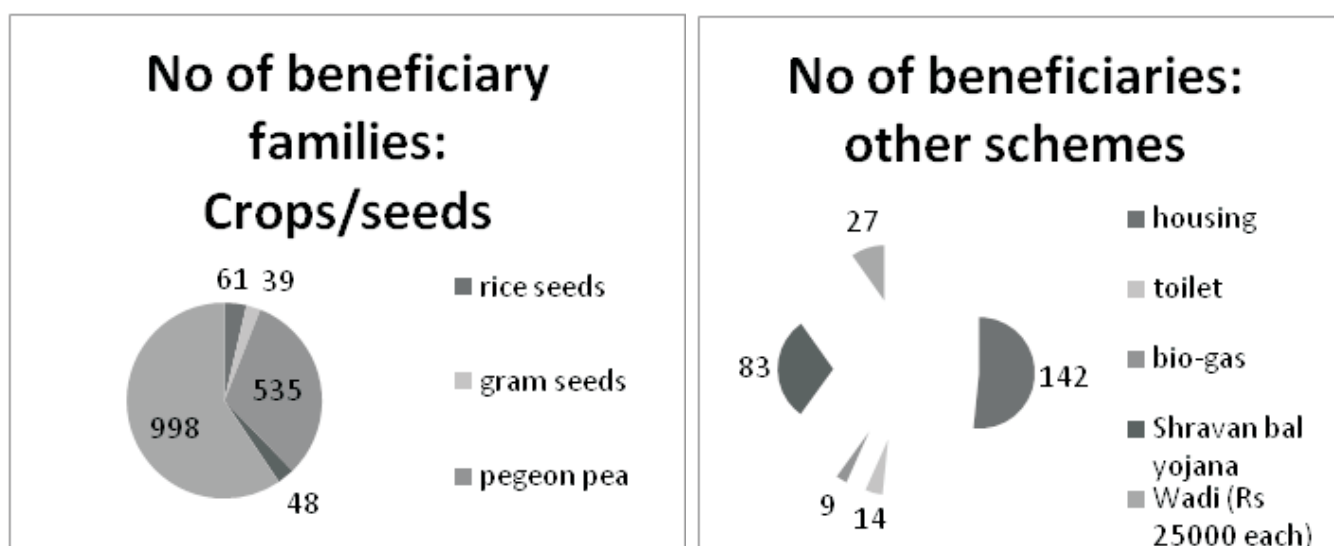 No of beneficiary
families:
Crops/seeds
61
39
535
998
48
rice seeds
gram seeds
pegeon pea
No of beneficiaries:
other schemes
27
83
142
9
14
housing
toilet
bio-gas
Shravan bal
yojana
Wadi (Rs
25000 each)